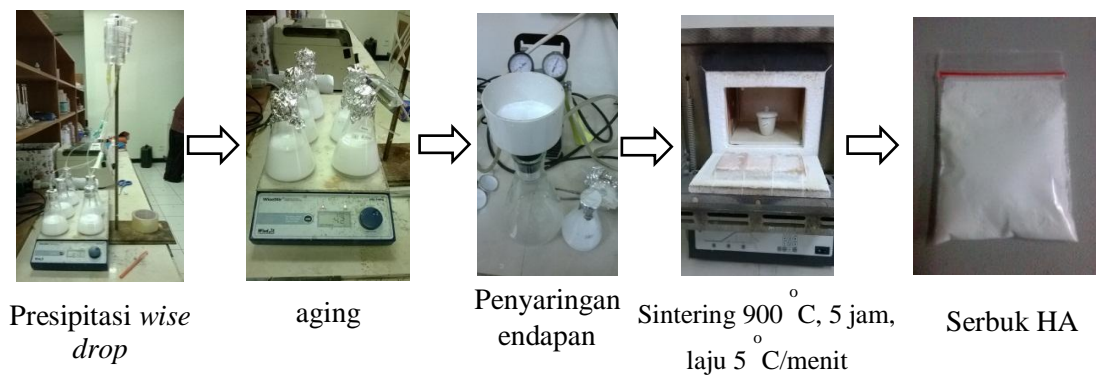 Presipitasi wise
drop
aging
Penyaringan
endapan
Sintering 900 °C, 5 jam,
laju 5 °C/menit
Serbuk HA